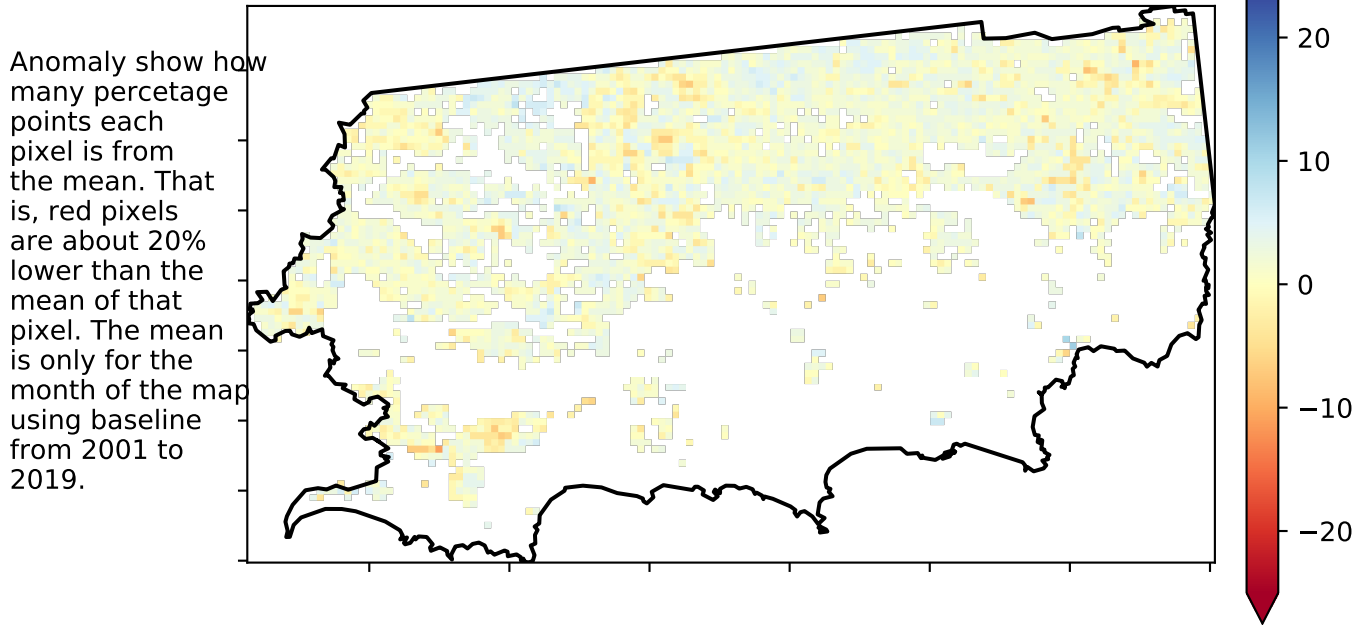 Anomaly show how
many percetage
points each
pixel is from
the mean. That
is, red pixels
are about 20%
lower than the
mean of that
pixel. The mean
is only for the
month of the map
using baseline
from 2001 to
2019.
20
10
0
−10
−20